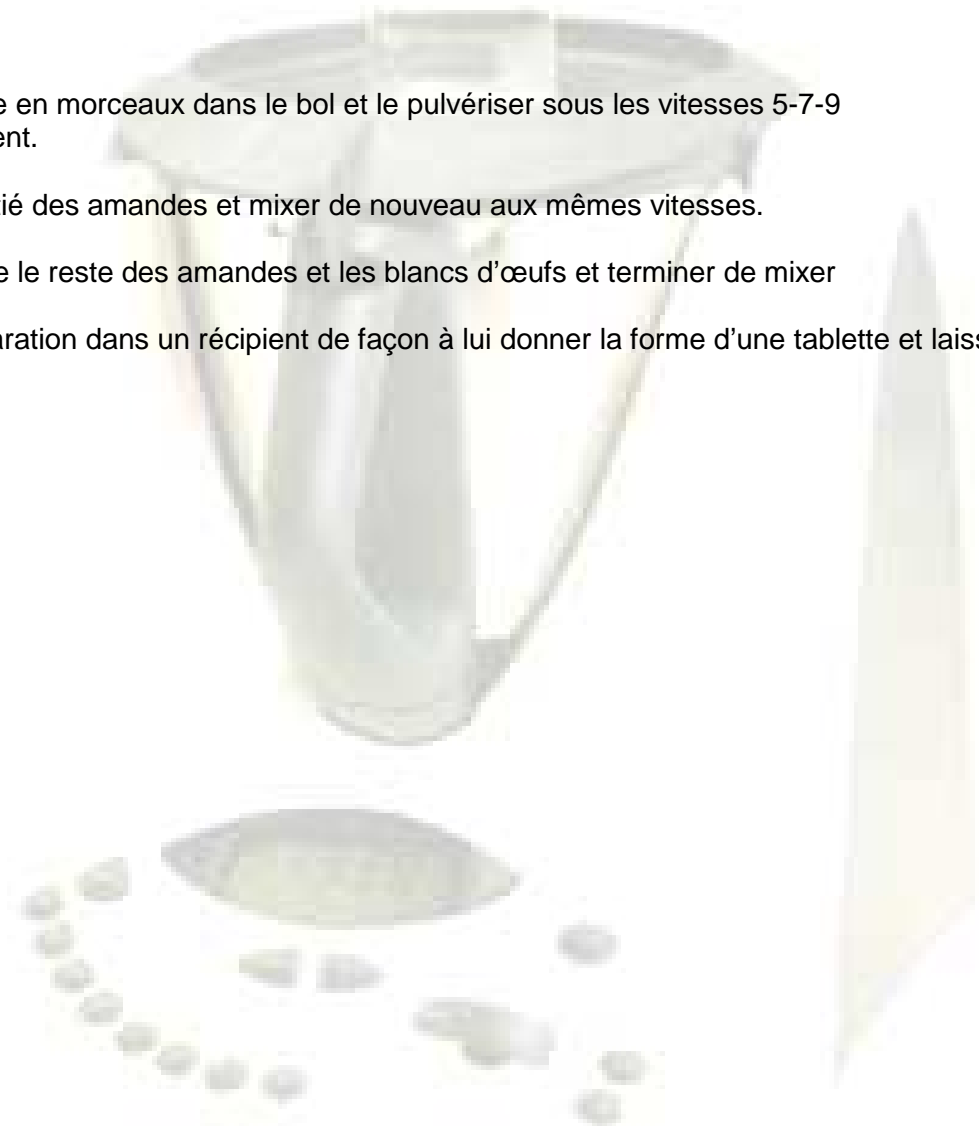 e en morceaux dans le bol et le pulvériser sous les vitesses 5-7-9
ent.
tié des amandes et mixer de nouveau aux mêmes vitesses.
e le reste des amandes et les blancs d’œufs et terminer de mixer
aration dans un récipient de façon à lui donner la forme d’une tablette et laiss